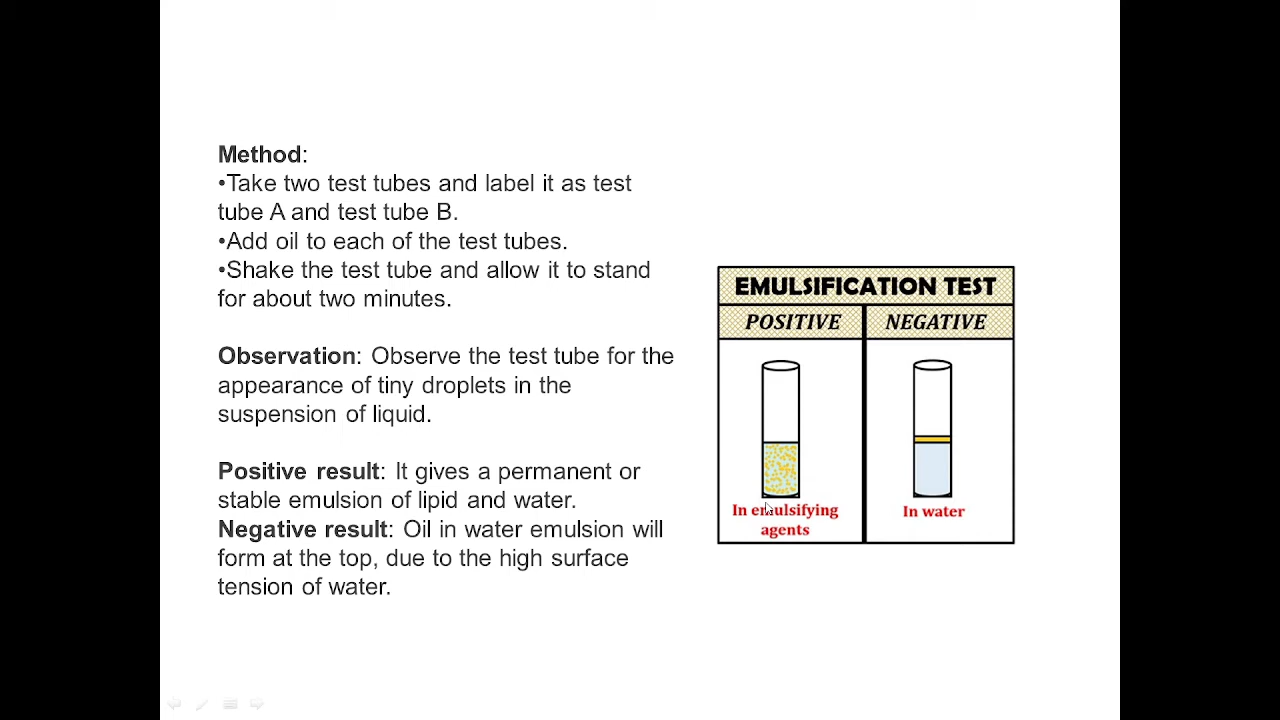 Method:
•Take two test tubes and label it as test
tube A and test tube B.
•Add oil to each of the test tubes.
•Shake the test tube and allow it to stand
for about two minutes.
Observation: Observe the test tube for the
appearance of tiny droplets in the
suspension of liquid.
Positive result: It gives a permanent or
stable emulsion of lipid and water.
Negative result: Oil in water emulsion will
form at the top, due to the high surface
tension of water.
EMULSIFICATION TEST
POSITIVE
NEGATIVE
In emulsifying
agents
In water